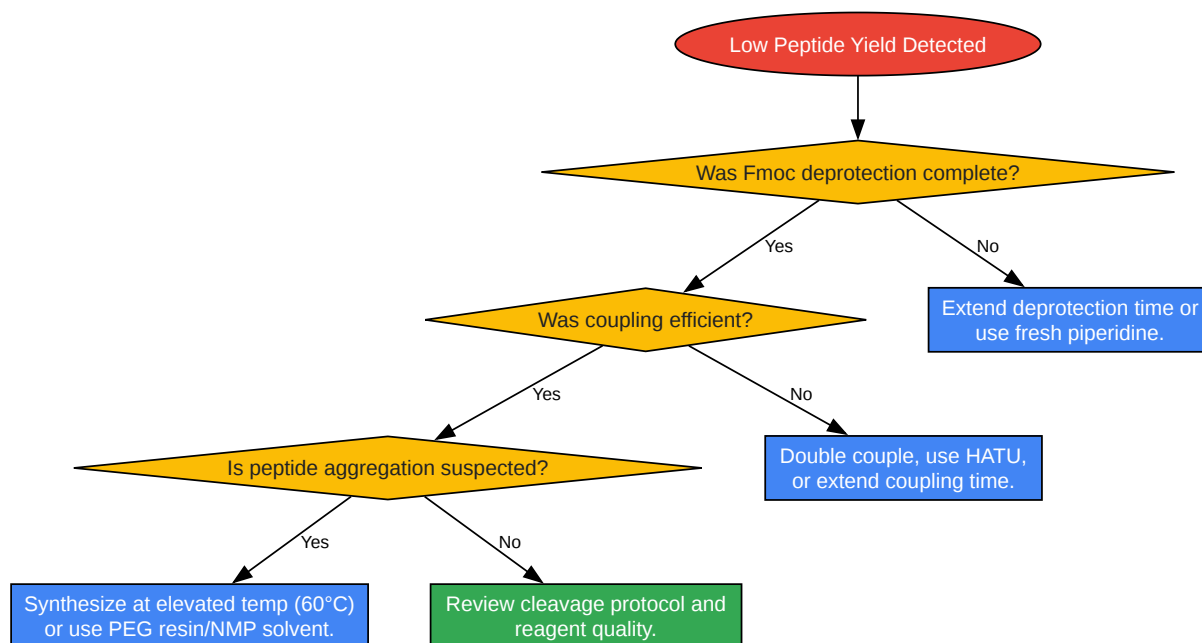 Low Peptide Yield Detected
Was Fmoc deprotection complete?
Yes
No
Extend deprotection time or
use fresh piperidine.
Was coupling efficient?
Yes
No
Double couple, use HATU,
or extend coupling time.
Is peptide aggregation suspected?
Yes
No
Synthesize at elevated temp (60°C)
or use PEG resin/NMP solvent.
Review cleavage protocol and
reagent quality.